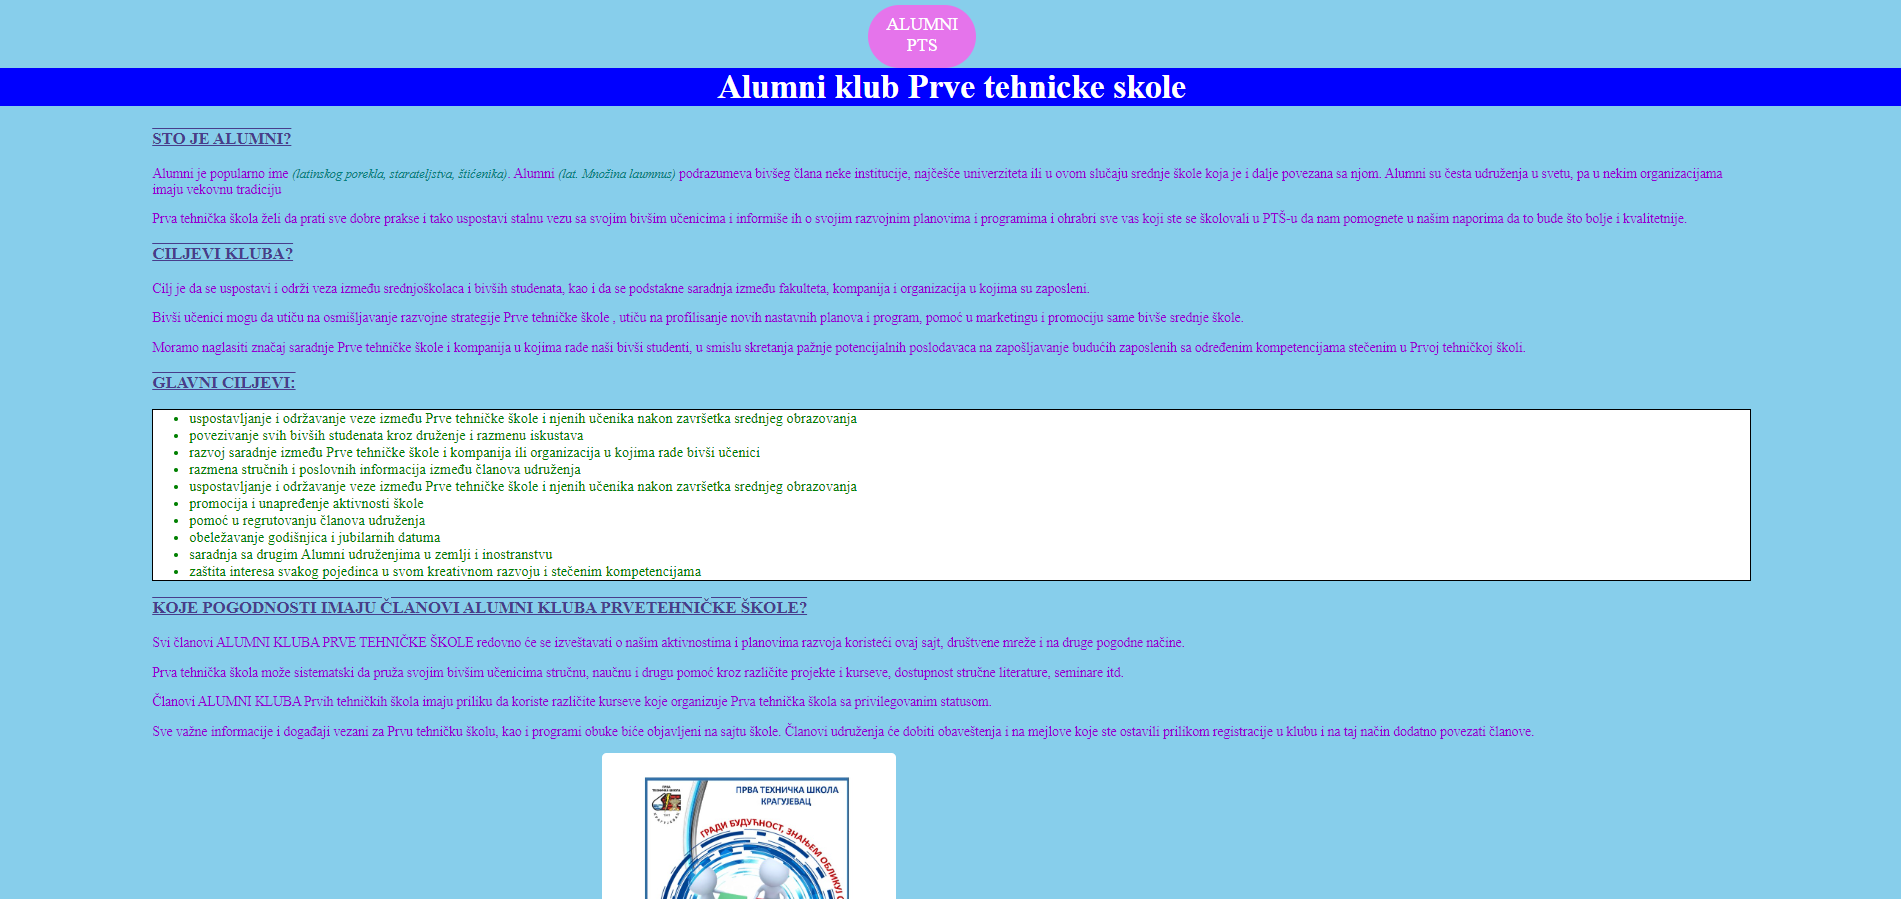 ALUMNI
PTS
Alumni klub Prve tehnicke skole
STO JE ALUMNI?
Alumni je popularno ime (latinskog porekla, starateljstva, štićenika). Alumni (lat. Množina laumnus) podrazumeva bivšeg člana neke institucije, najčešće univerziteta ili u ovom slučaju srednje škole koja je i dalje povezana sa njom. Alumni su česta udruženja u svetu, pa u nekim organizacijama
imaju vekovnu tradiciju
Prva tehnička škola želi da prati sve dobre prakse i tako uspostavi stalnu vezu sa svojim bivšim učenicima i informiše ih o svojim razvojnim planovima i programima i ohrabri sve vas koji ste se školovali u PTŠ-u da nam pomognete u našim naporima da to bude što bolje i kvalitetnije.
CILJEVI KLUBA?
Cilj je da se uspostavi i održi veza između srednjoškolaca i bivših studenata, kao i da se podstakne saradnja između fakulteta, kompanija i organizacija u kojima su zaposleni.
Bivši učenici mogu da utiču na osmišljavanje razvojne strategije Prve tehničke škole , utiču na profilisanje novih nastavnih planova i program, pomoć u marketingu i promociju same bivše srednje škole.
Moramo naglasiti značaj saradnje Prve tehničke škole i kompanija u kojima rade naši bivši studenti, u smislu skretanja pažnje potencijalnih poslodavaca na zapošljavanje budućih zaposlenih sa određenim kompetencijama stečenim u Prvoj tehničkoj školi.
GLAVNI CILJEVI:
• uspostavljanje i održavanje veze između Prve tehničke škole i njenih učenika nakon završetka srednjeg obrazovanja
• povezivanje svih bivših studenata kroz druženje i razmenu iskustava
• razvoj saradnje između Prve tehničke škole i kompanija ili organizacija u kojima rade bivši učenici
• razmena stručnih i poslovnih informacija između članova udruženja
• uspostavljanje i održavanje veze između Prve tehničke škole i njenih učenika nakon završetka srednjeg obrazovanja
• promocija i unapređenje aktivnosti škole
• pomoć u regrutovanju članova udruženja
• obeležavanje godišnjica i jubilarnih datuma
• saradnja sa drugim Alumni udruženjima u zemlji i inostranstvu
• zaštita interesa svakog pojedinca u svom kreativnom razvoju i stečenim kompetencijama
KOJE POGODNOSTI IMAJU ČLANOVI ALUMNI KLUBA PRVETEHNIČKE ŠKOLE?
Svi članovi ALUMNI KLUBA PRVE TEHNIČKE ŠKOLE redovno će se izveštavati o našim aktivnostima i planovima razvoja koristeći ovaj sajt, društvene mreže i na druge pogodne načine.
Prva tehnička škola može sistematski da pruža svojim bivšim učenicima stručnu, naučnu i drugu pomoć kroz različite projekte i kurseve, dostupnost stručne literature, seminare itd.
Članovi ALUMNI KLUBA Prvih tehničkih škola imaju priliku da koriste različite kurseve koje organizuje Prva tehnička škola sa privilegovanim statusom.
Sve važne informacije i događaji vezani za Prvu tehničku školu, kao i programi obuke biće objavljeni na sajtu škole. Članovi udruženja će dobiti obaveštenja i na mejlove koje ste ostavili prilikom registracije u klubu i na taj način dodatno povezati članove.
ПРВА ТЕХНИЧКА ШКОЛА
КРАГУЈЕВАЦ
ГРАДИ БУДУЋНОСТ, ЗНАЊЕМ ОБЛИКУЈ